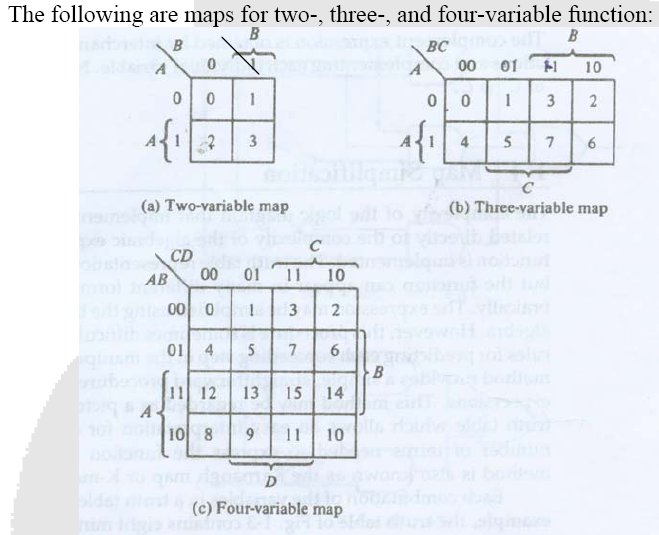 The following are maps for two-, three-, and four-variable function:
B
B
A 0
0 0 1
A { 1 2 3
(a) Two-variable map
B
BC
A 00 01 11 10
0 0 1 3 2
A { 1 4 5 7 6
C
(b) Three-variable map
C
CD
AB 00 01 11 10
00 0 1 3 2
01 4 7 6
B
A { 11 12 13 15 14
10 8 9 11 10
D
(c) Four-variable map